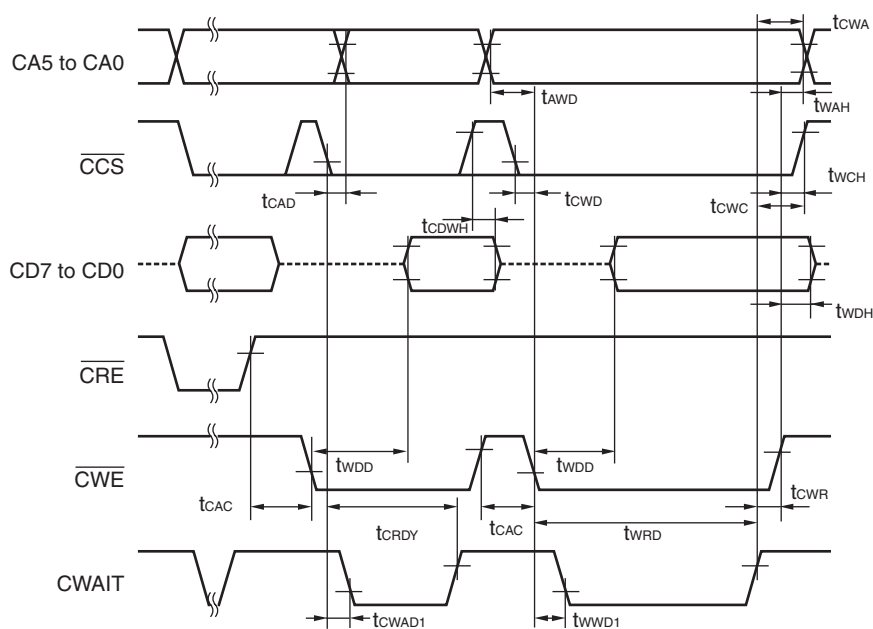 tCWA
CA5 to CA0
tAWD
tWAH
CCS
tCAD
tCDWH
tCWD
tCWC
tWCH
CD7 to CD0
tWDH
CRE
tWDD
tWDD
CWE
tCAC
tCRDY
tCAC
tWRD
tCWR
CWAIT
tCWAD1
tWWD1